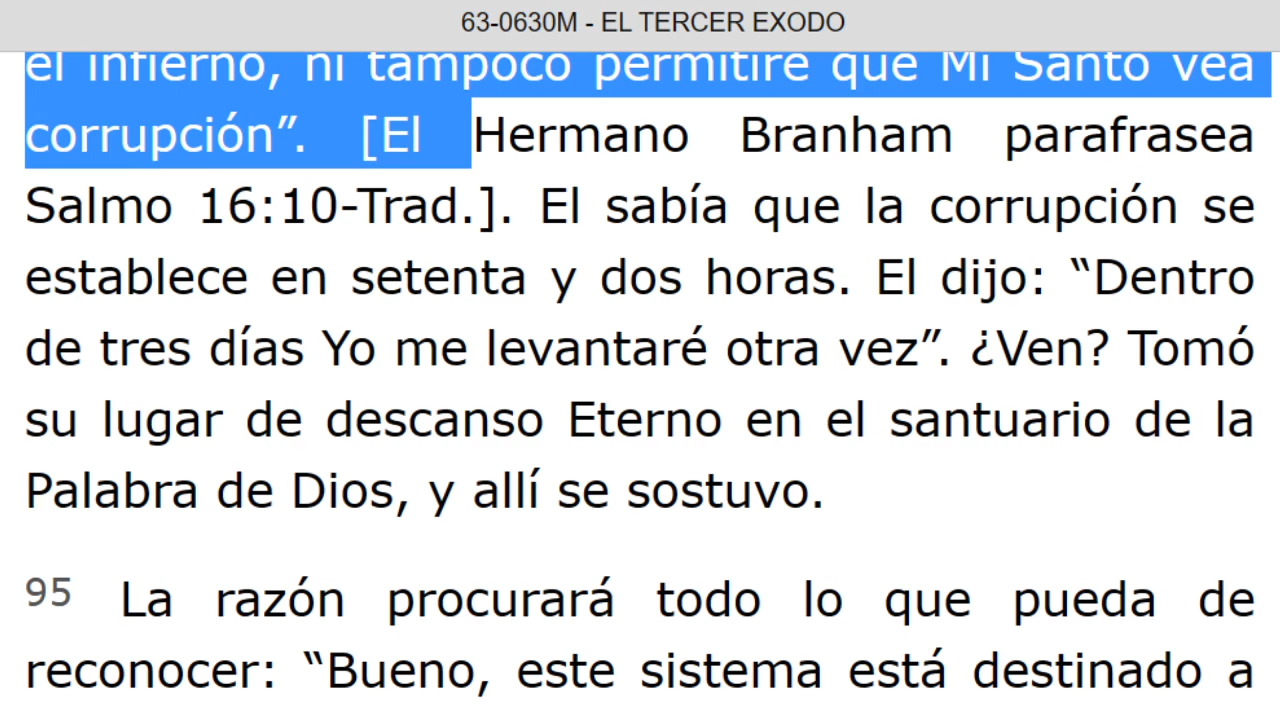 63-0630M - EL TERCER EXODO
el infierno, ni tampoco permitiré que Mi Santo vea
corrupción”. [El Hermano Branham parafrasea
Salmo 16:10-Trad.]. El sabía que la corrupción se
establece en setenta y dos horas. El dijo: “Dentro
de tres días Yo me levantaré otra vez”. ¿Ven? Tomó
su lugar de descanso Eterno en el santuario de la
Palabra de Dios, y allí se sostuvo.
95 La razón procurará todo lo que pueda de
reconocer: “Bueno, este sistema está destinado a